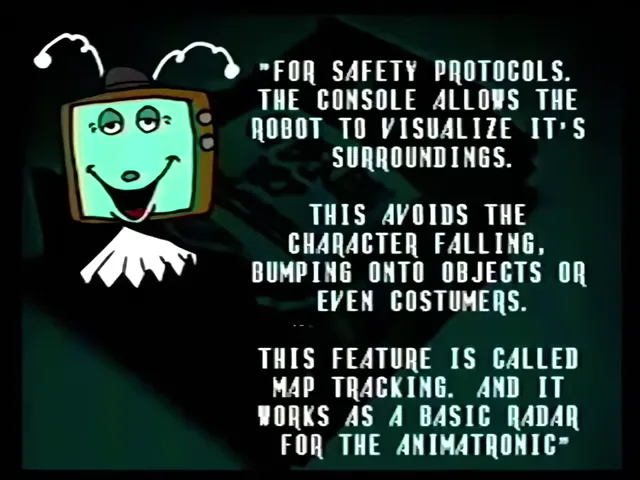 "FOR SAFETY PROTOCOLS.
THE CONSOLE ALLOWS THE
ROBOT TO VISUALIZE IT'S
SURROUNDINGS.
THIS AVOIDS THE
CHARACTER FALLING,
BUMPING ONTO OBJECTS OR
EVEN COSTUMERS.
THIS FEATURE IS CALLED
MAP TRACKING. AND IT
WORKS AS A BASIC RADAR
FOR THE ANIMATRONIC"